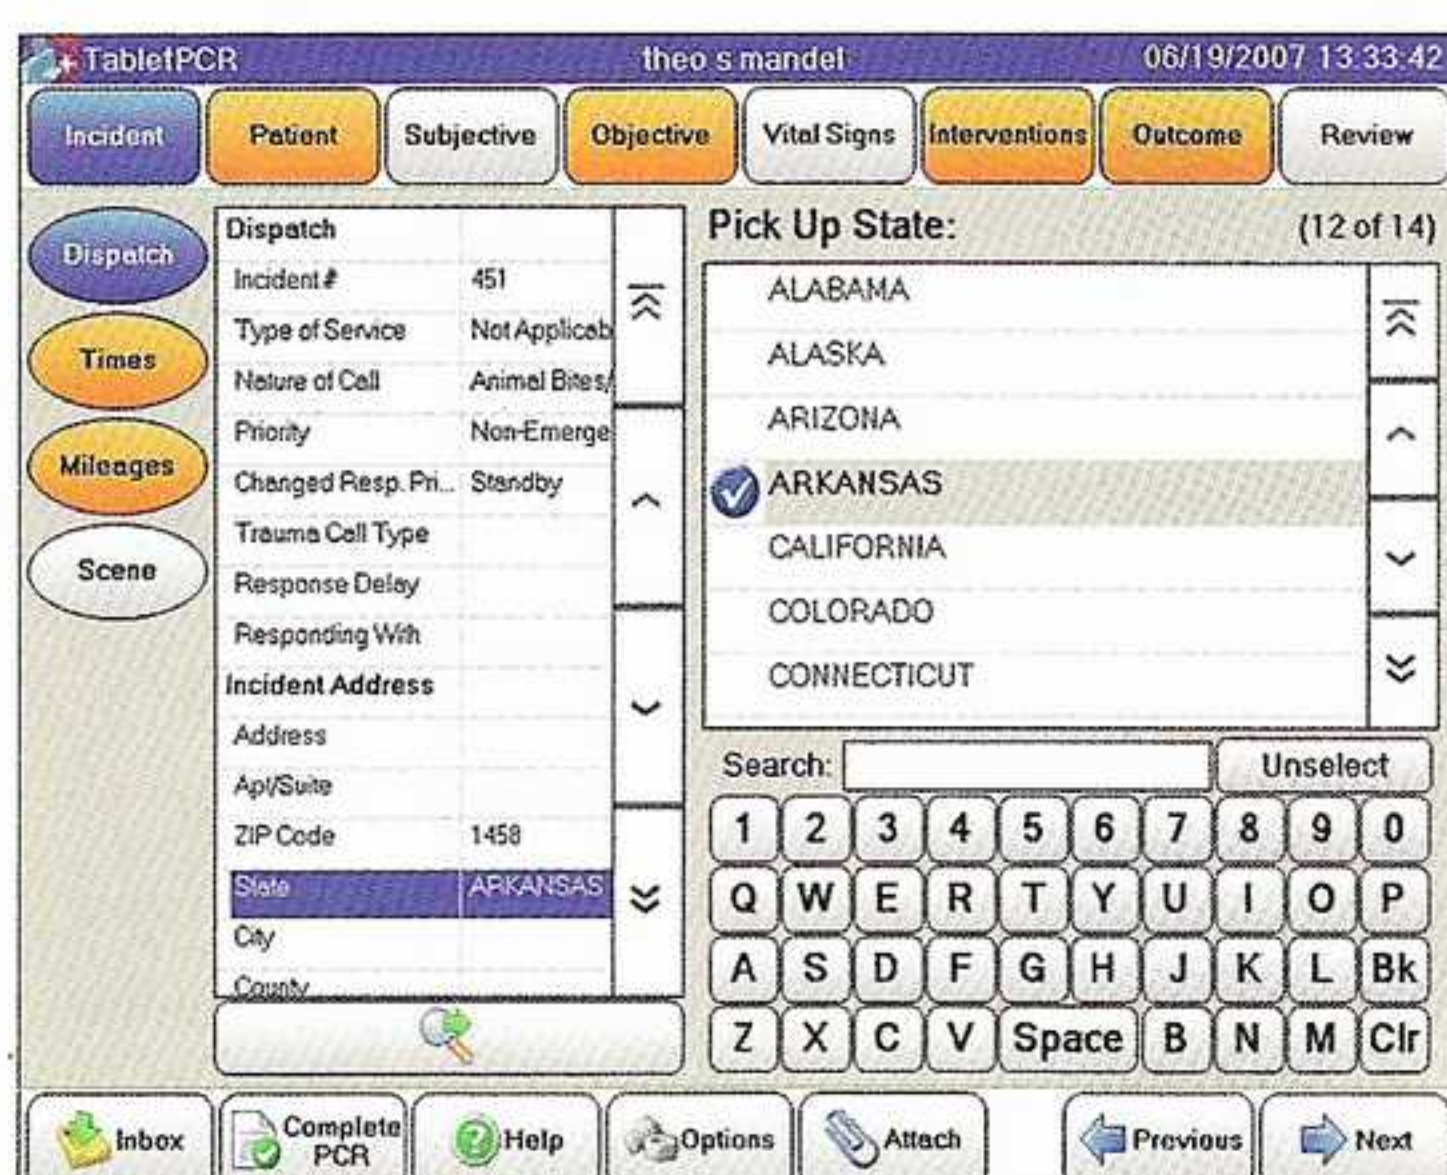 TabletPCR theo s mandel 06/19/2007 13:33:42
Incident Patient Subjective Objective Vital Signs Interventions Outcome Review
Dispatch
Times
Mileages
Scene
Dispatch
Incident # 451
Type of Service Not Applicab
Nature of Call Animal Bites/
Priority Non-Emerge
Changed Resp. Pri... Standby
Trauma Call Type
Response Delay
Responding With
Incident Address
Address
Apt/Suite
ZIP Code 1458
State ARKANSAS
City
County
Pick Up State: (12 of 14)
ALABAMA
ALASKA
ARIZONA
ARKANSAS
CALIFORNIA
COLORADO
CONNECTICUT
Search: Unselect
1 2 3 4 5 6 7 8 9 0
Q W E R T Y U I O P
A S D F G H J K L Bk
Z X C V Space B N M Clr
Inbox Complete PCR Help Options Attach Previous Next